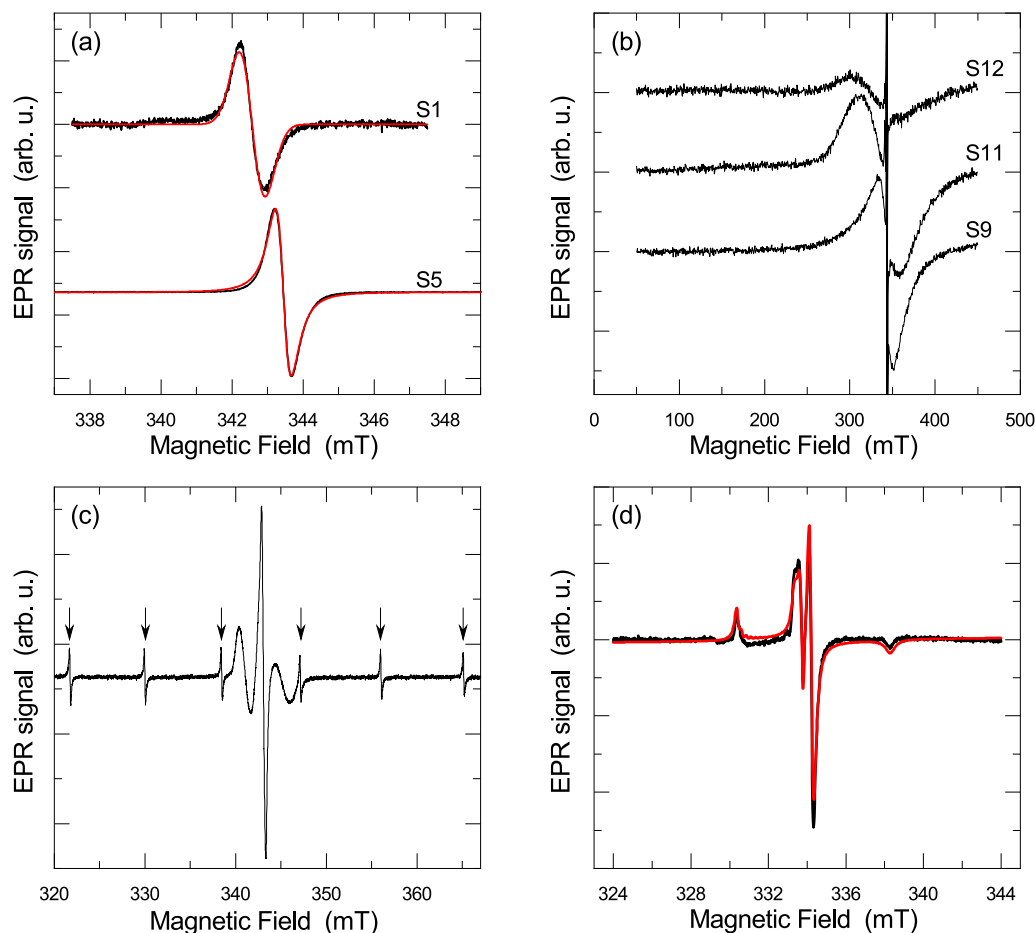 (a)
S1
S5
EPR signal (arb. u.)
338 340 342 344 346 348
Magnetic Field (mT)
(b)
S12
S11
S9
EPR signal (arb. u.)
0 100 200 300 400 500
Magnetic Field (mT)
(c)
EPR signal (arb. u.)
320 330 340 350 360
Magnetic Field (mT)
(d)
EPR signal (arb. u.)
324 328 332 336 340 344
Magnetic Field (mT)